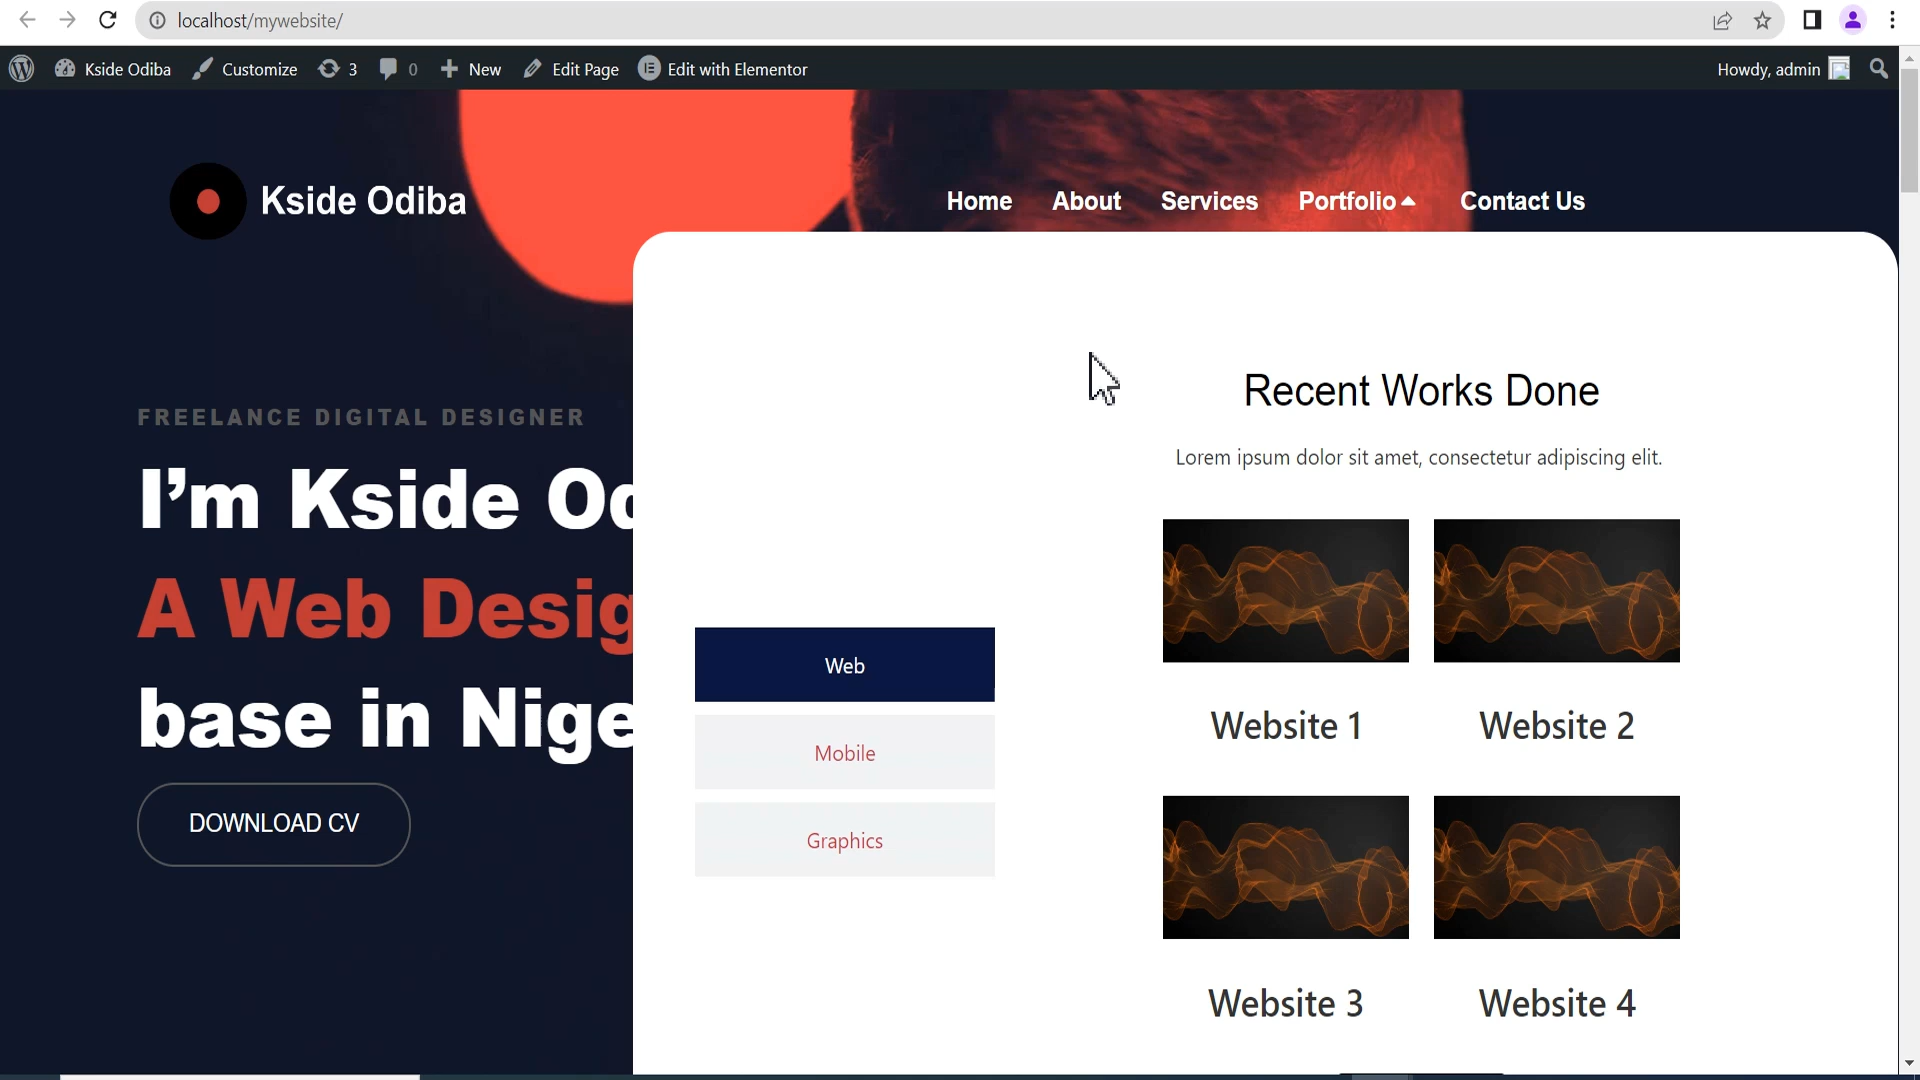 localhost/mywebsite/
Kside Odiba Customize 3 0 New Edit Page Edit with Elementor Howdy, admin
Kside Odiba
Home About Services Portfolio Contact Us
FREELANCE DIGITAL DESIGNER
I’m Kside Od
A Web Desig
base in Nige
DOWNLOAD CV
Web
Mobile
Graphics
Recent Works Done
Lorem ipsum dolor sit amet, consectetur adipiscing elit.
Website 1
Website 2
Website 3
Website 4